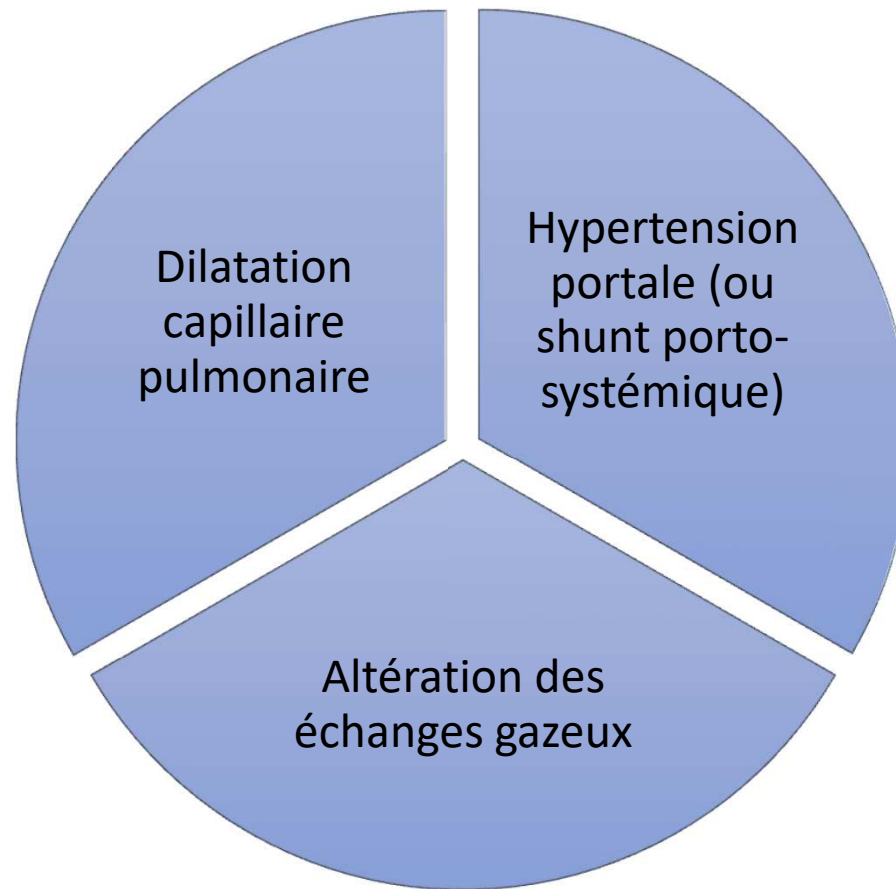 Dilatation
capillaire
pulmonaire
Hypertension
portale (ou
shunt porto-
systémique)
Altération des
échanges gazeux